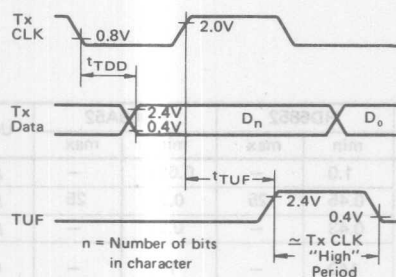 Tx
CLK
0.8V
2.0V
tTDD
Tx
Data
2.4V
0.4V
Dn
Do
tTUF
TUF
2.4V
0.4V
≃ Tx CLK
"High"
Period
n = Number of bits
in character